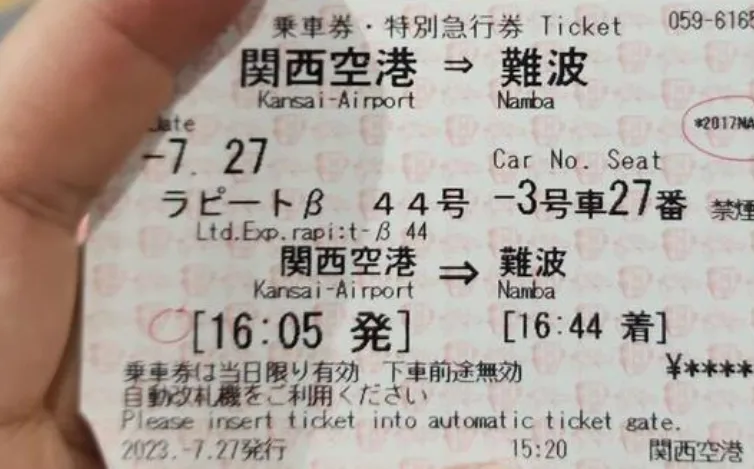 乗車券・特別急行券 Ticket 059-6165
関西空港 ⇒ 難波
Kansai-Airport Namba
*2017NA
Date
-7. 27 Car No. Seat
ラピートβ 44号 -3号車27番 禁煙
Ltd.Exp.rapi:t-β 44
関西空港 ⇒ 難波
Kansai-Airport Namba
[16:05 発] [16:44 着]
乗車券は当日限り有効 下車前途無効 ¥****
自動改札機をご利用ください
Please insert ticket into automatic ticket gate.
2023.-7.27発行 15:20 関西空港